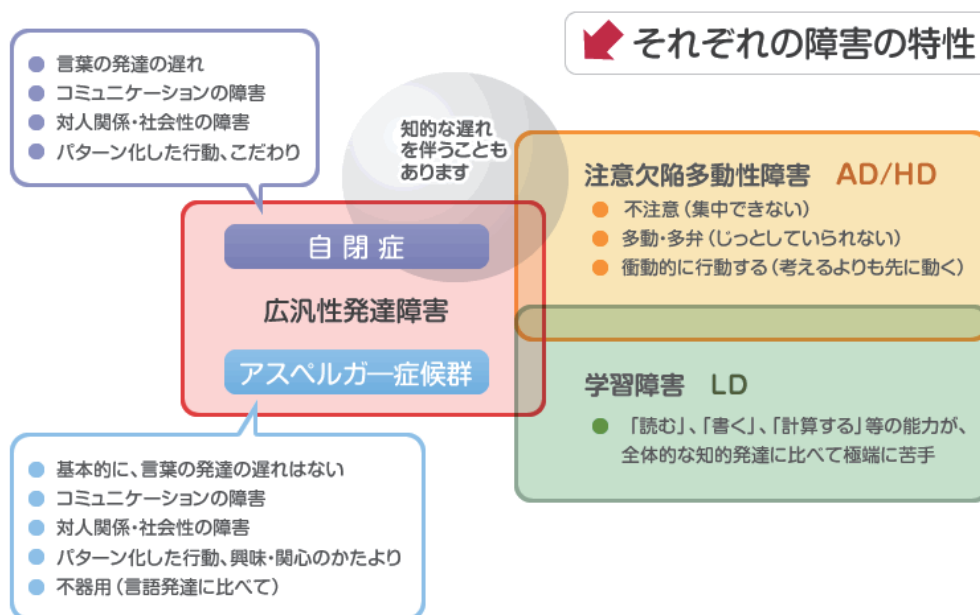 それぞれの障害の特性
● 言葉の発達の遅れ
● コミュニケーションの障害
● 対人関係・社会性の障害
● パターン化した行動、こだわり
知的な遅れ
を伴うことも
あります
自閉症
広汎性発達障害
アスペルガー症候群
● 基本的に、言葉の発達の遅れはない
● コミュニケーションの障害
● 対人関係・社会性の障害
● パターン化した行動、興味・関心のかたより
● 不器用(言語発達に比べて)
注意欠陥多動性障害 AD/HD
● 不注意(集中できない)
● 多動・多弁(じっとしていられない)
● 衝動的に行動する(考えるよりも先に動く)
学習障害 LD
● 「読む」、「書く」、「計算する」等の能力が、
全体的な知的発達に比べて極端に苦手